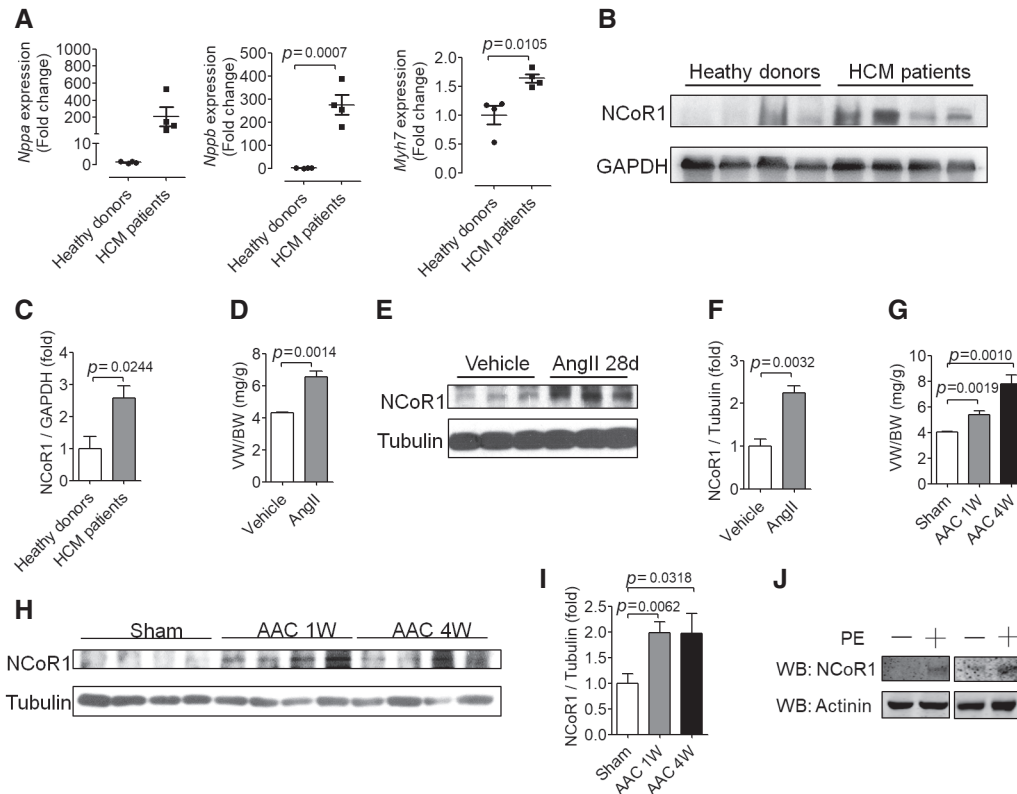 A
Nppa expression
(Fold change)
1000
800
600
400
200
10
0
Heathy donors
HCM patients
Nppb expression
(Fold change)
500
400
300
200
100
0
p=0.0007
Heathy donors
HCM patients
Myh7 expression
(Fold change)
2.0
1.5
1.0
0.5
0.0
p=0.0105
Heathy donors
HCM patients
B
Heathy donors
HCM patients
NCoR1
GAPDH
C
NCoR1 / GAPDH (fold)
4
3
2
1
0
p=0.0244
Heathy donors
HCM patients
D
VW/BW (mg/g)
8
6
4
2
0
p=0.0014
Vehicle
AngII
E
Vehicle
AngII 28d
NCoR1
Tubulin
F
NCoR1 / Tubulin (fold)
3
2
1
0
p=0.0032
Vehicle
AngII
G
VW/BW (mg/g)
10
8
6
4
2
0
p=0.0010
p=0.0019
Sham
AAC 1W
AAC 4W
H
Sham
AAC 1W
AAC 4W
NCoR1
Tubulin
I
NCoR1 / Tubulin (fold)
2.5
2.0
1.5
1.0
0.5
0.0
p=0.0318
p=0.0062
Sham
AAC 1W
AAC 4W
J
PE — + — +
WB: NCoR1
WB: Actinin